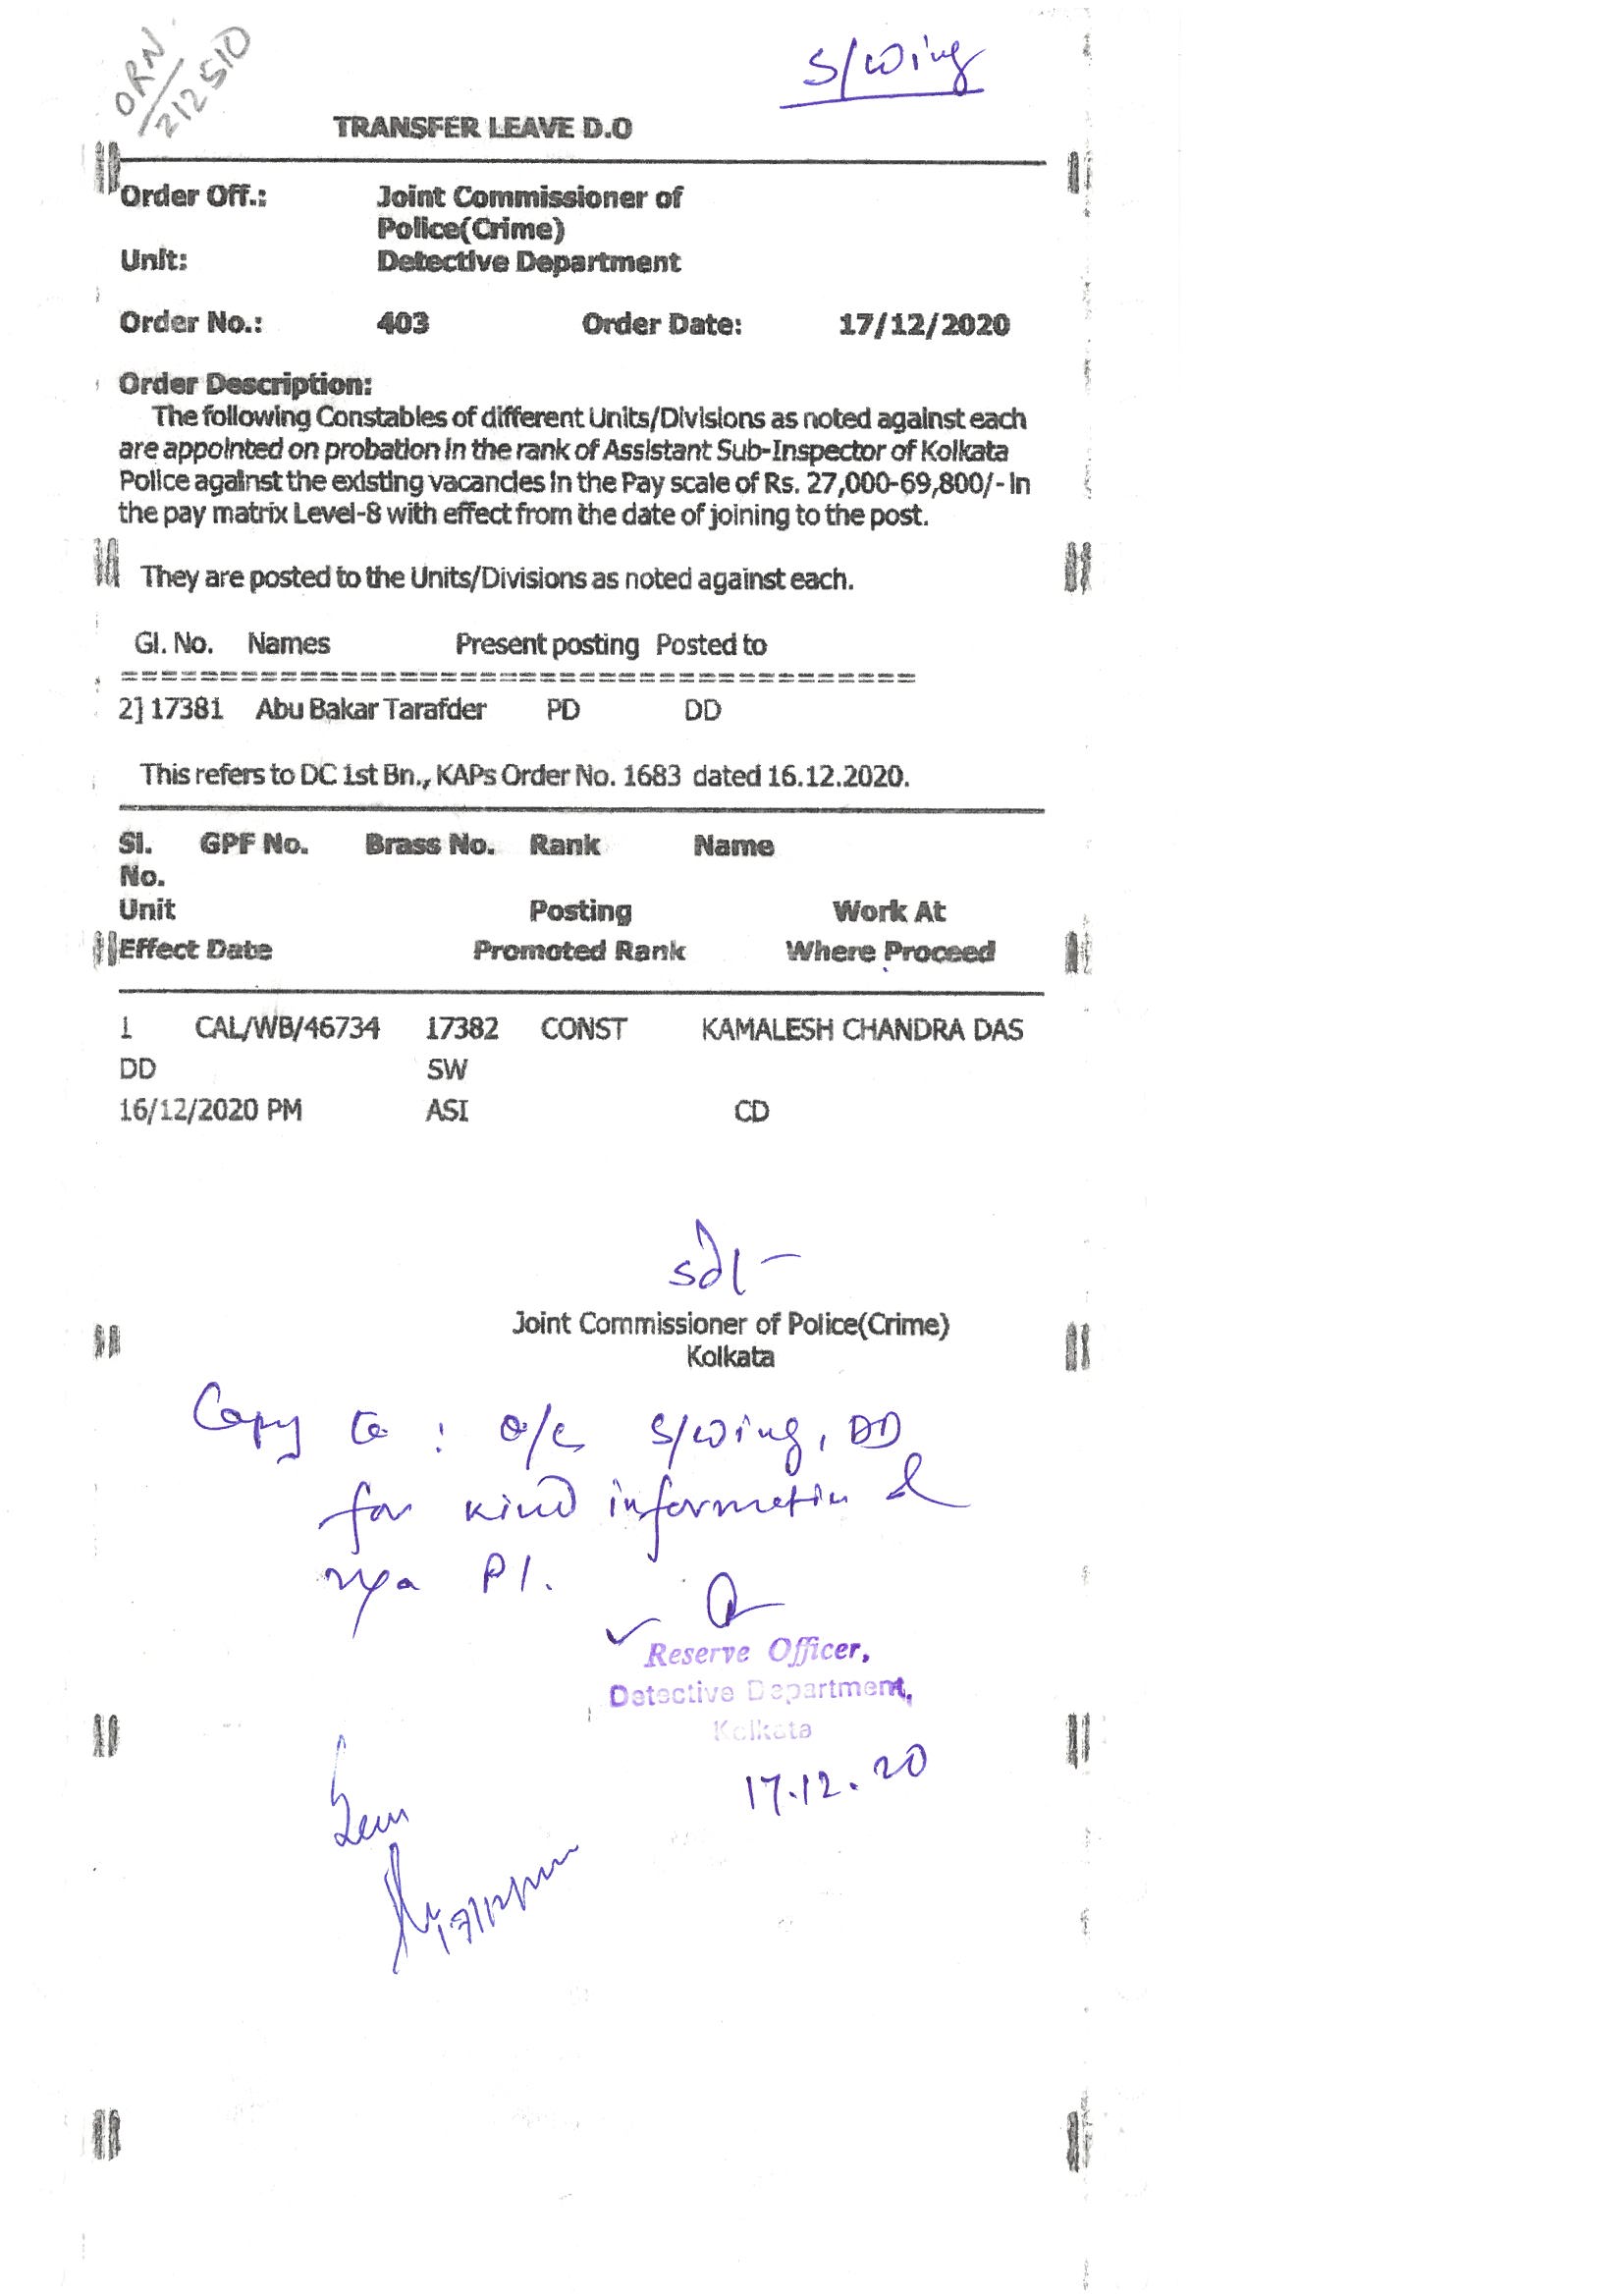 ORN
212510
S/Wing
TRANSFER LEAVE D.O
Order Off.: Joint Commissioner of
Police(Crime)
Unit: Detective Department
Order No.: 403 Order Date: 17/12/2020
Order Description:
The following Constables of different Units/Divisions as noted against each
are appointed on probation in the rank of Assistant Sub-Inspector of Kolkata
Police against the existing vacancies in the Pay scale of Rs. 27,000-69,800/- in
the pay matrix Level-8 with effect from the date of joining to the post.
They are posted to the Units/Divisions as noted against each.
Gl. No. Names Present posting Posted to
================================================
2] 17381 Abu Bakar Tarafder PD DD
This refers to DC 1st Bn., KAPs Order No. 1683 dated 16.12.2020.
Sl. GPF No. Brass No. Rank Name
No.
Unit Posting Work At
Effect Date Promoted Rank Where Proceed
1 CAL/WB/46734 17382 CONST KAMALESH CHANDRA DAS
DD SW
16/12/2020 PM ASI CD
sd/-
Joint Commissioner of Police(Crime)
Kolkata
Copy to : O/C S/Wing, DD
for kind information &
n/a Pl.
Reserve Officer,
Detective Department,
Kolkata
17.12.20
Seen